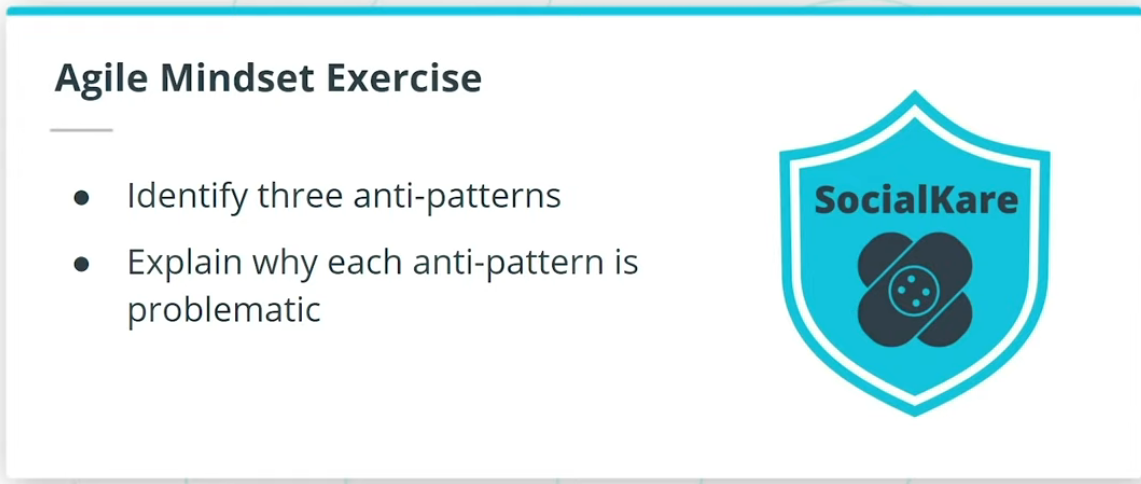 Agile Mindset Exercise
● Identify three anti-patterns
● Explain why each anti-pattern is
problematic
SocialKare